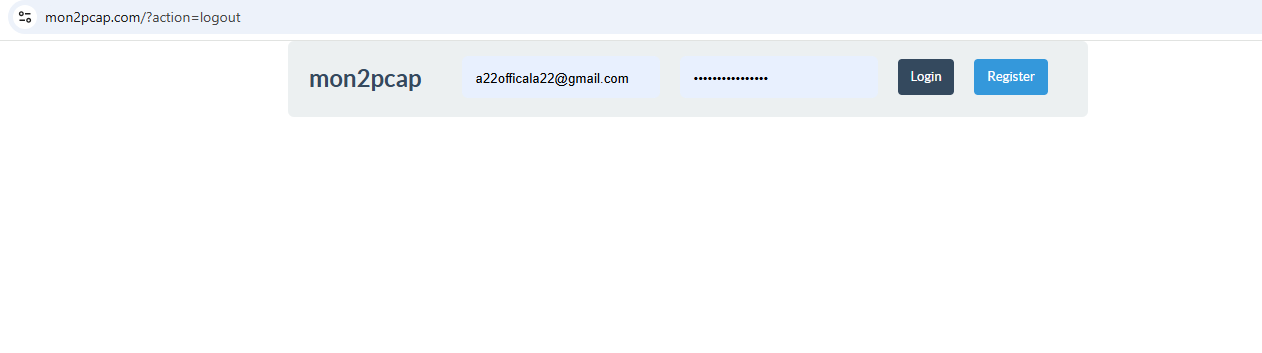 mon2pcap.com/?action=logout
mon2pcap a22officala22@gmail.com •••••••••••••••• Login Register